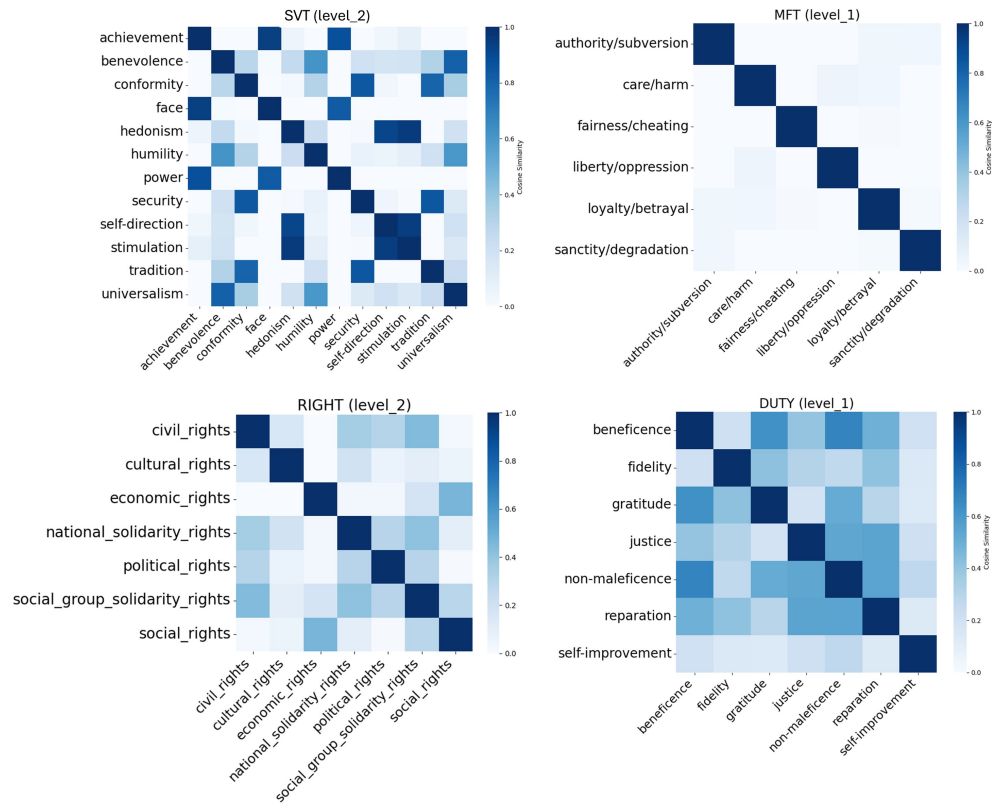 SVT (level_2)
achievement
benevolence
conformity
face
hedonism
humility
power
security
self-direction
stimulation
tradition
universalism
achievement
benevolence
conformity
face
hedonism
humility
power
security
self-direction
stimulation
tradition
universalism
1.0
0.8
0.6
0.4
0.2
0.0
Cosine Similarity
MFT (level_1)
authority/subversion
care/harm
fairness/cheating
liberty/oppression
loyalty/betrayal
sanctity/degradation
authority/subversion
care/harm
fairness/cheating
liberty/oppression
loyalty/betrayal
sanctity/degradation
1.0
0.8
0.6
0.4
0.2
0.0
Cosine Similarity
RIGHT (level_2)
civil_rights
cultural_rights
economic_rights
national_solidarity_rights
political_rights
social_group_solidarity_rights
social_rights
civil_rights
cultural_rights
economic_rights
national_solidarity_rights
political_rights
social_group_solidarity_rights
social_rights
1.0
0.8
0.6
0.4
0.2
0.0
Cosine Similarity
DUTY (level_1)
beneficence
fidelity
gratitude
justice
non-maleficence
reparation
self-improvement
beneficence
fidelity
gratitude
justice
non-maleficence
reparation
self-improvement
1.0
0.8
0.6
0.4
0.2
0.0
Cosine Similarity